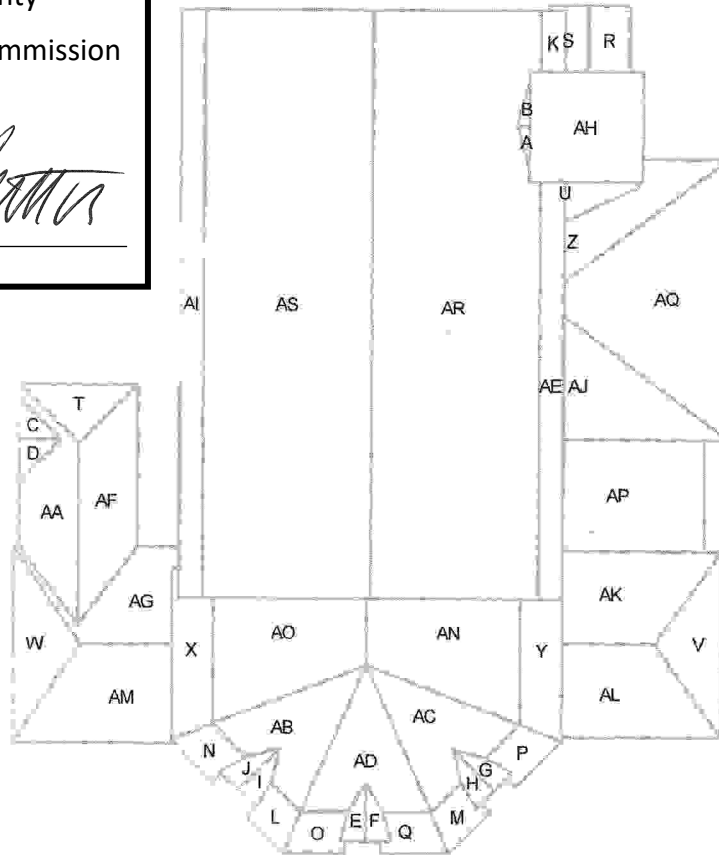 ity
mmission
K S R
B
A AH
U
Z
AI AS AR AQ
AE AJ
T
C
D
AA AF AP
AG AK
W X AO AN Y V
AM AL
AB AC
N AD P
J G
I H
L M
O E F Q